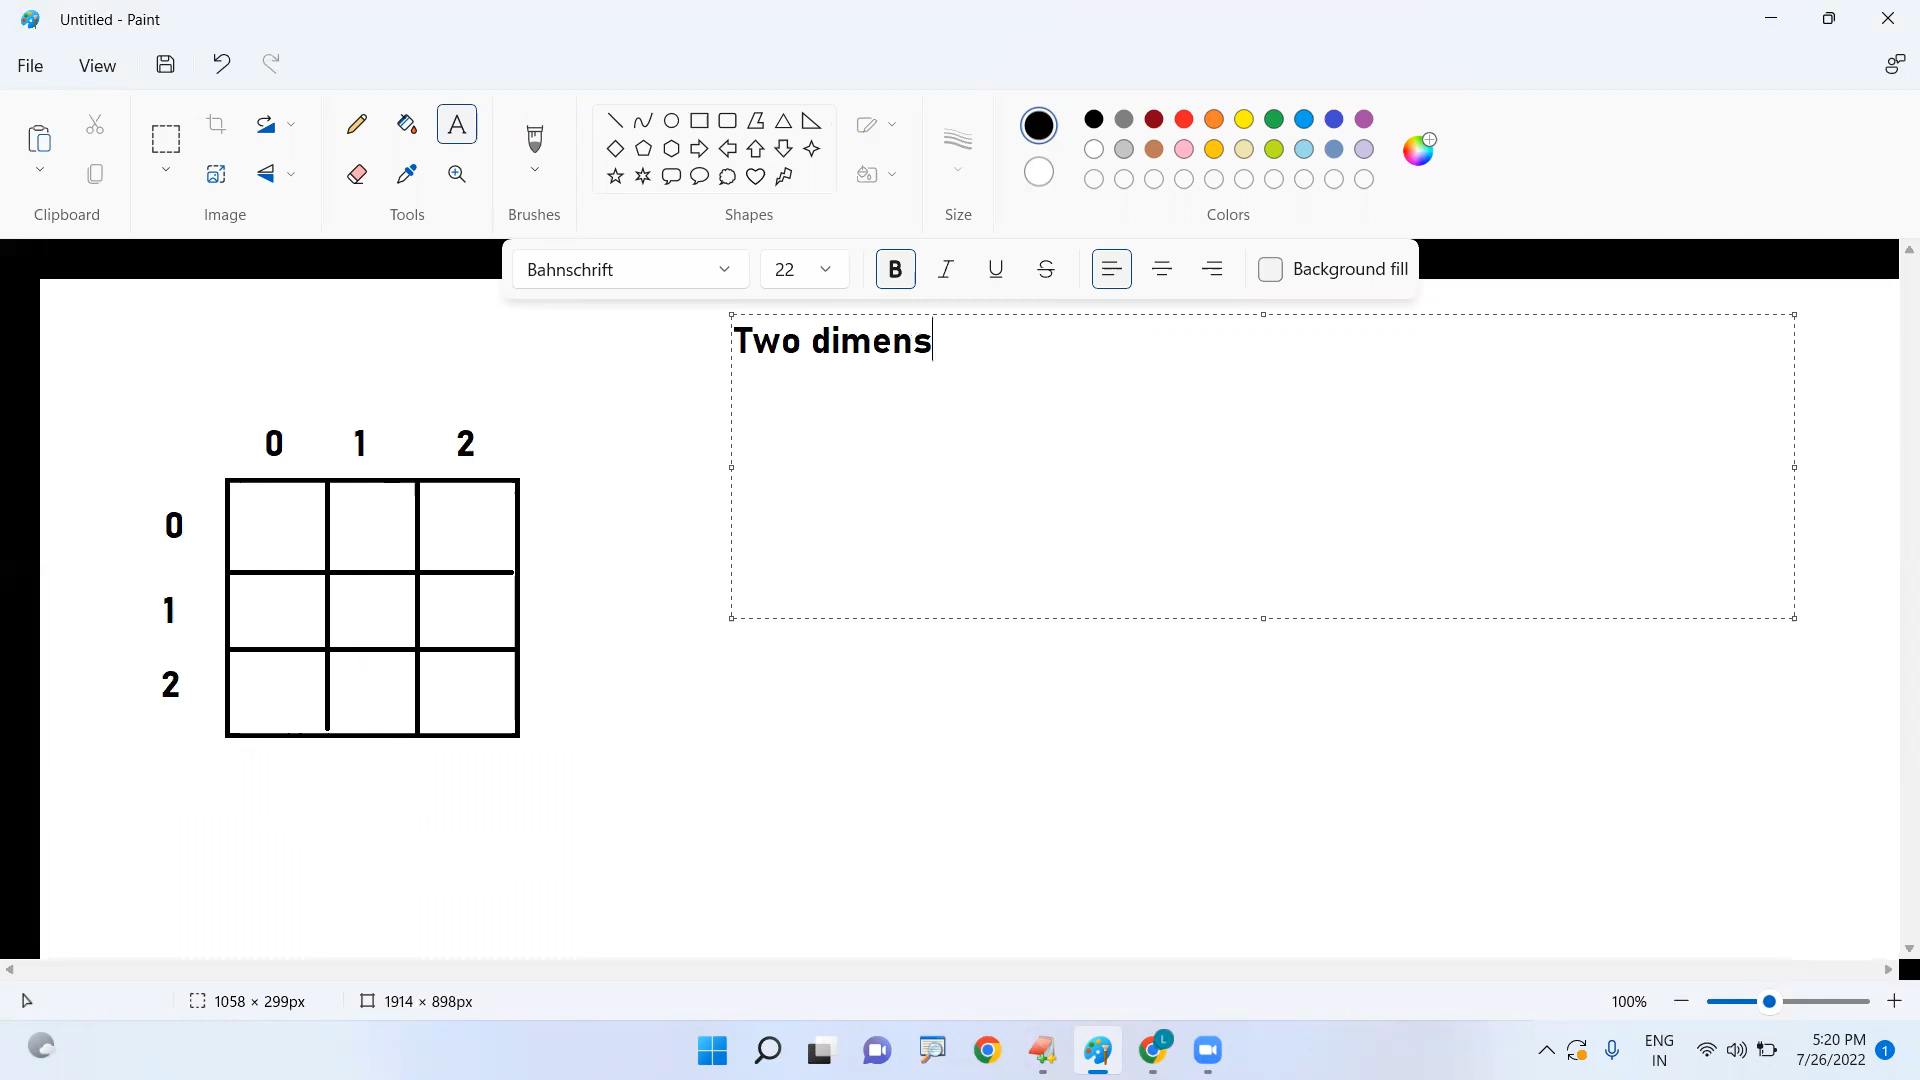 Untitled - Paint
File
View
Clipboard
Image
Tools
Brushes
Shapes
Size
Colors
Bahnschrift
22
B
I
U
S
Background fill
Two dimens
0 1 2
0
1
2
1058 × 299px
1914 × 898px
100%
L
ENG
IN
5:20 PM
7/26/2022
1